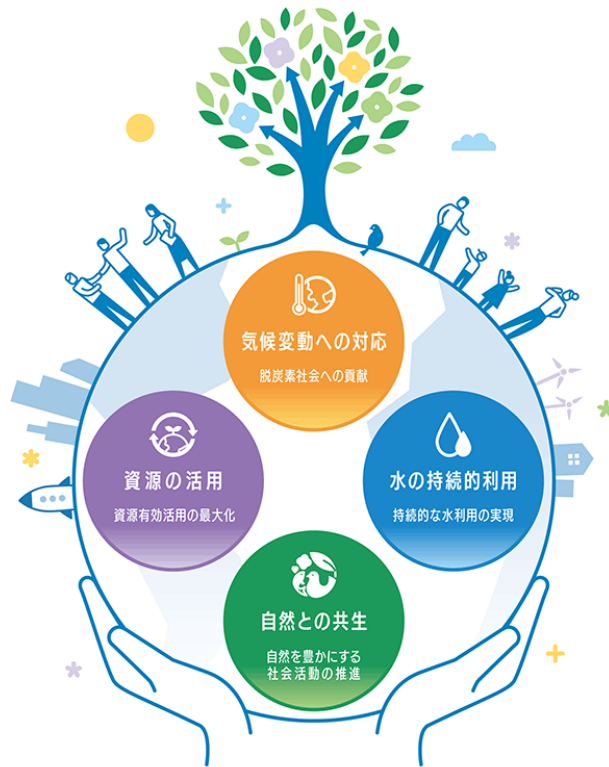 気候変動への対応
脱炭素社会への貢献
資源の活用
資源有効活用の最大化
水の持続的利用
持続的な水利用の実現
自然との共生
自然を豊かにする
社会活動の推進